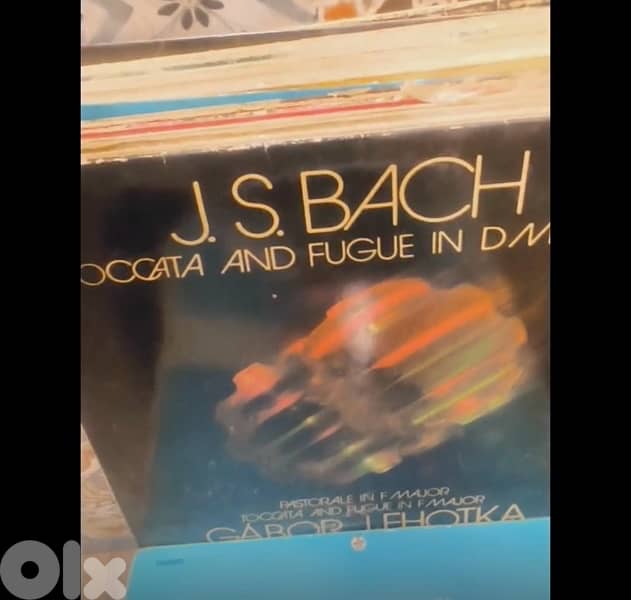 J. S. BACH
OCCATA AND FUGUE IN D M
PASTORALE IN F MAJOR
TOCCATA AND FUGUE IN F MAJOR
GÁBOR LEHOTKA
olx